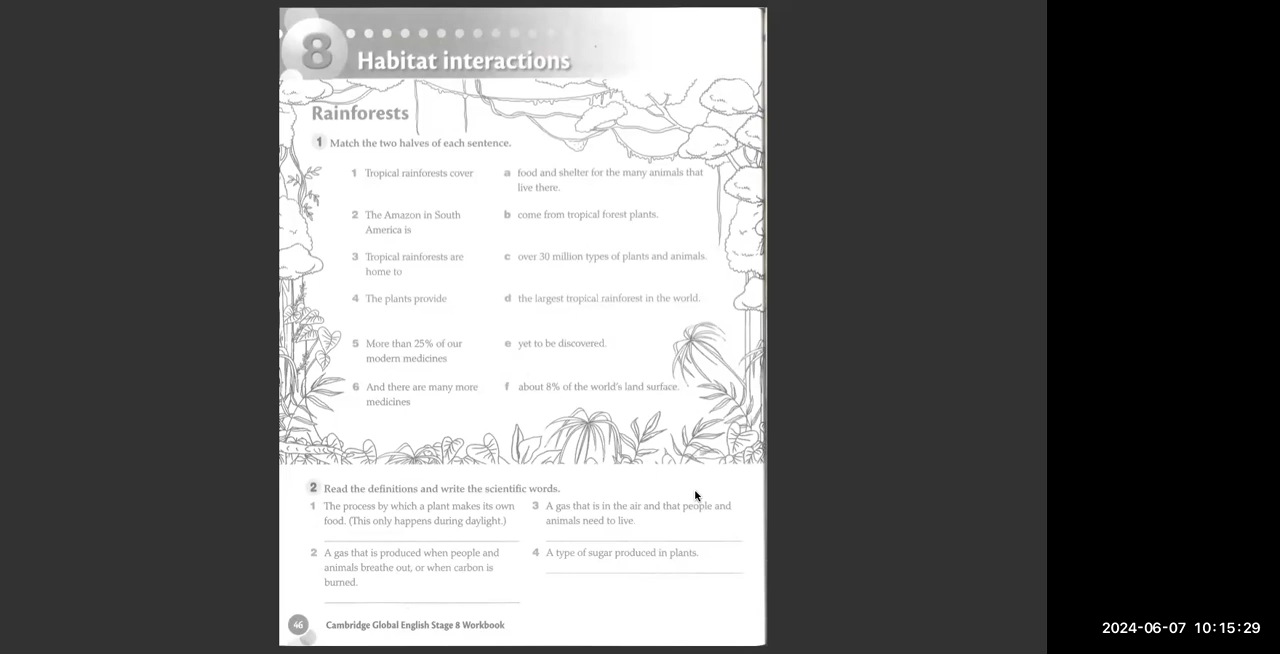 8
Habitat interactions
Rainforests
1 Match the two halves of each sentence.
1 Tropical rainforests cover
a food and shelter for the many animals that
live there.
2 The Amazon in South
America is
b come from tropical forest plants.
3 Tropical rainforests are
home to
c over 30 million types of plants and animals.
4 The plants provide
d the largest tropical rainforest in the world.
5 More than 25% of our
modern medicines
e yet to be discovered.
6 And there are many more
medicines
f about 8% of the world's land surface.
2 Read the definitions and write the scientific words.
1 The process by which a plant makes its own
food. (This only happens during daylight.)
2 A gas that is produced when people and
animals breathe out, or when carbon is
burned.
3 A gas that is in the air and that people and
animals need to live.
4 A type of sugar produced in plants.
46 Cambridge Global English Stage 8 Workbook
2024-06-07 10:15:29